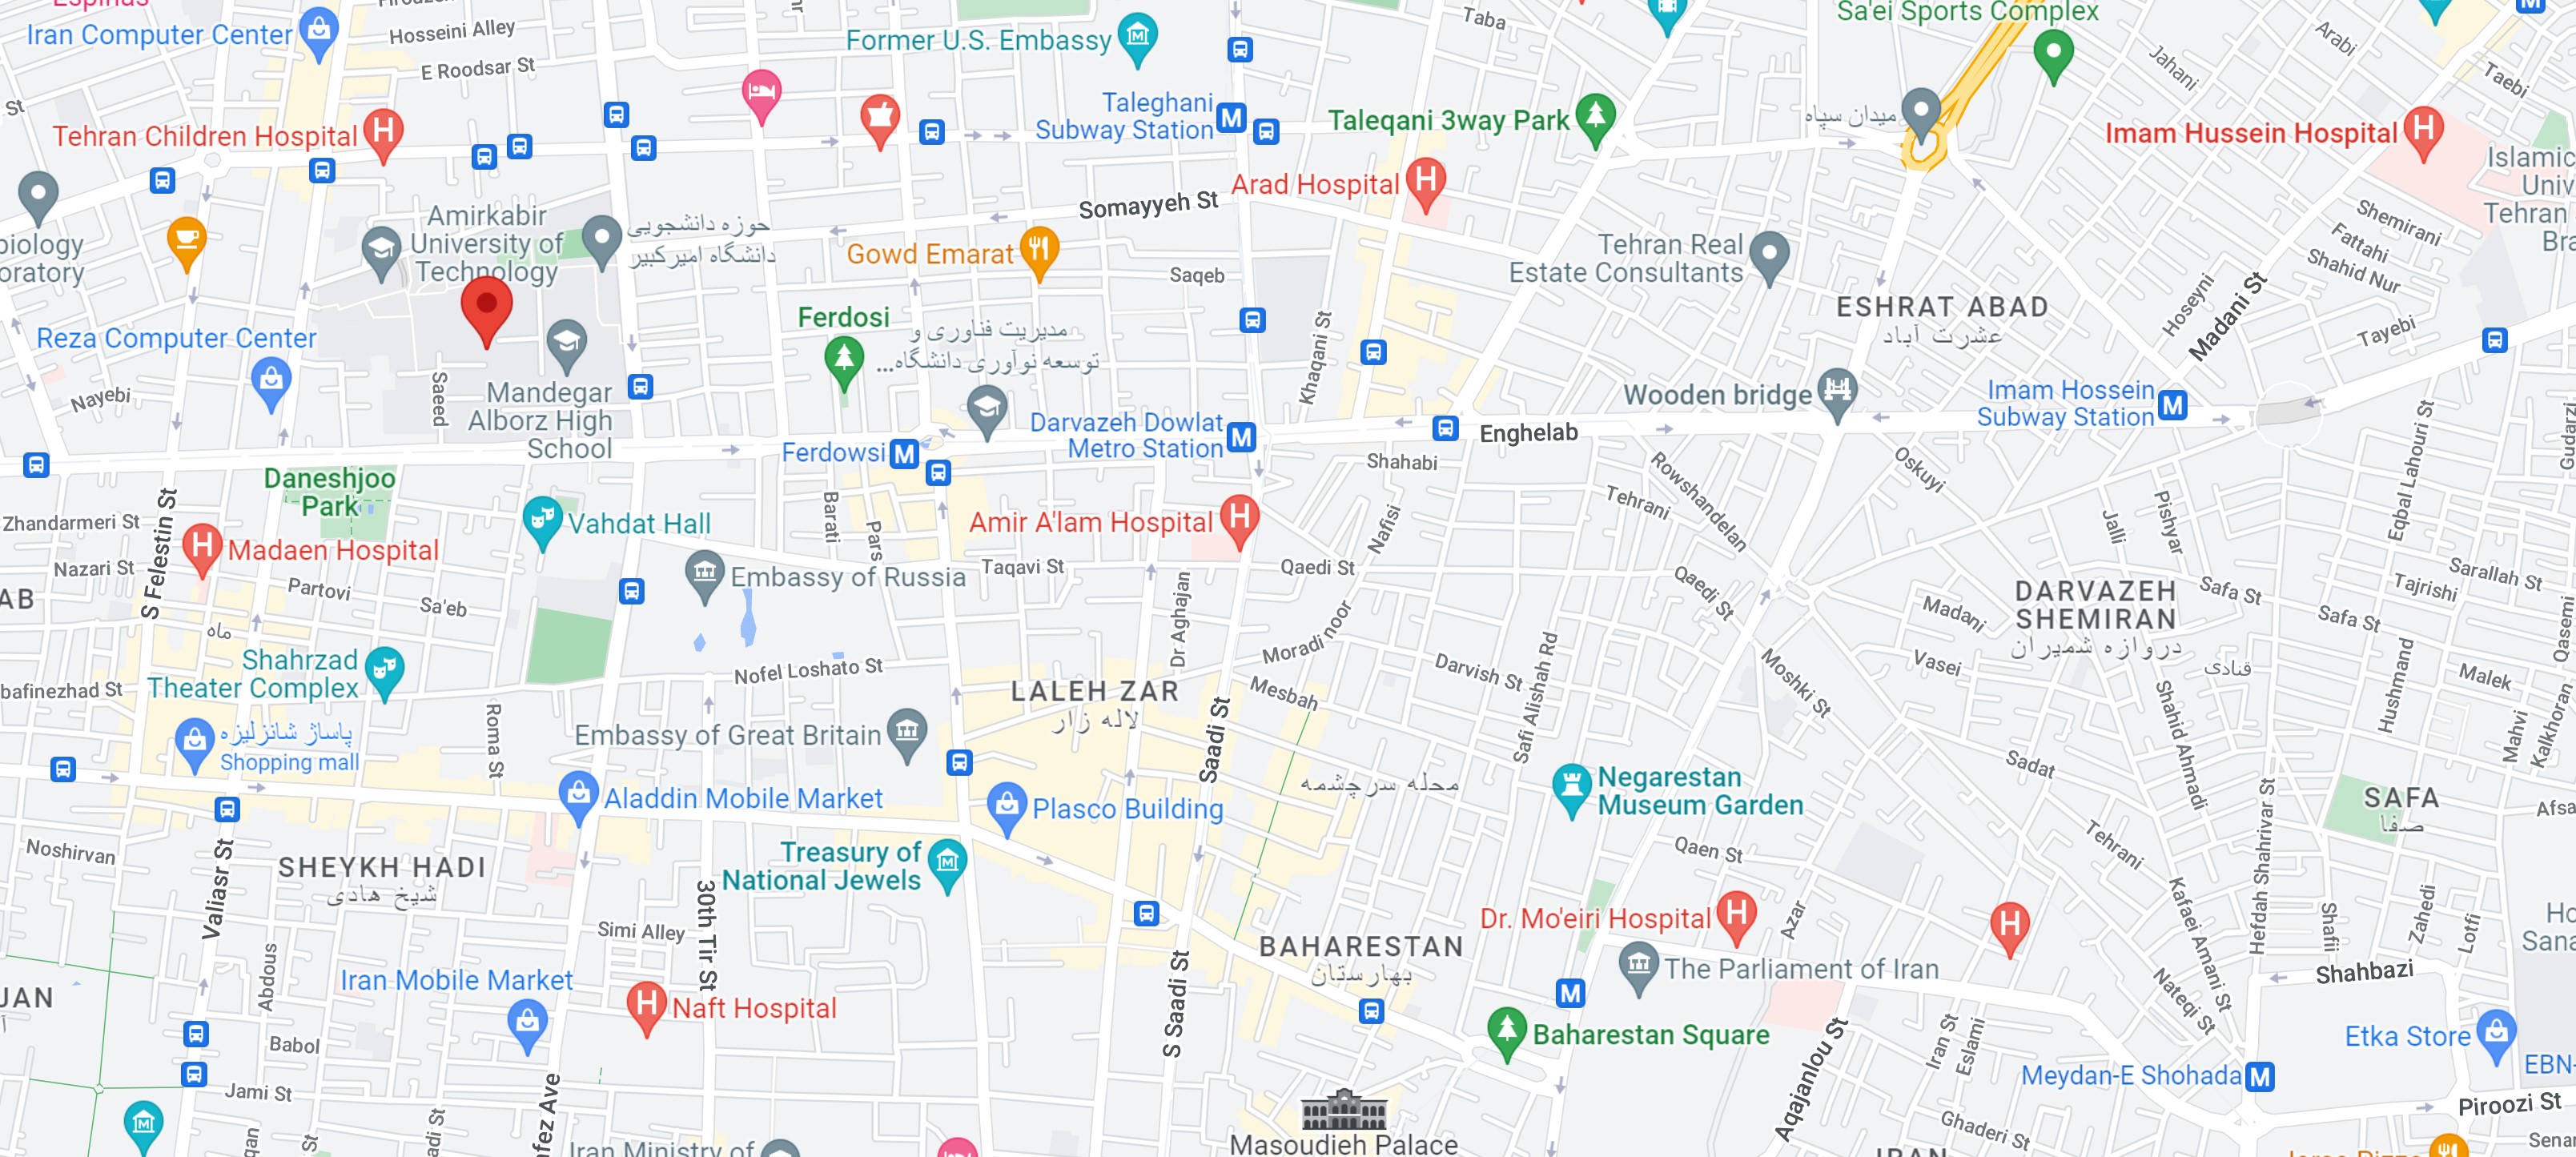 Espinas
Iran Computer Center
Hosseini Alley
E Roodsar St
Former U.S. Embassy
Taba
Sa'ei Sports Complex
Jahani
Arabi
Taebi
St
Tehran Children Hospital
Taleghani
Subway Station
Taleqani 3way Park
میدان سپاه
Imam Hussein Hospital
Islamic
Univ
Tehran
Bra
biology
oratory
Amirkabir
University of
Technology
حوزه دانشجویی
دانشگاه امیرکبیر
Somayyeh St
Arad Hospital
Gowd Emarat
Saqeb
Tehran Real
Estate Consultants
Shemirani
Fattahi
Shahid Nur
Hoseyni
Madani St
Tayebi
ESHRAT ABAD
عشرت آباد
Reza Computer Center
Ferdosi
مدیریت فناوری و
توسعه نوآوری دانشگاه...
Khaqani St
Nayebi
Saeed
Mandegar
Alborz High
School
Wooden bridge
Imam Hossein
Subway Station
Ferdowsi
Darvazeh Dowlat
Metro Station
Enghelab
Shahabi
Eqbal Lahouri St
Gudarzi
Daneshjoo
Park
Zhandarmeri St
S Felestin St
Vahdat Hall
Barati
Pars
Amir A'lam Hospital
Nafisi
Tehrani
Rowshandelan
Oskuyi
Jalli
Pishyar
Madaen Hospital
Nazari St
Partovi
Sa'eb
Embassy of Russia
Taqavi St
Qaedi St
Qaedi St
DARVAZEH
SHEMIRAN
دروازه شمیران
Madani
Safa St
Safa St
Sarallah St
Tajrishi
Qasemi
AB
ماه
Dr Aghajan
Moradi noor
Shahrzad
Theater Complex
bafinezhad St
Nofel Loshato St
Darvish St
Safi Alishah Rd
Moshki St
Vasei
قنادی
Hushmand
Malek
Mahvi
Kalkhoran
Roma St
LALEH ZAR
لاله زار
Mesbah
Saadi St
پاساژ شانزلیزه
Shopping mall
Embassy of Great Britain
محله سرچشمه
Negarestan
Museum Garden
Sadat
Shahid Ahmadi
Aladdin Mobile Market
Plasco Building
SAFA
صفا
Afsa
Hefdah Shahrivar St
Noshirvan
Valiasr St
SHEYKH HADI
شیخ هادی
Treasury of
National Jewels
Qaen St
Tehrani
Kafaei Amani St
30th Tir St
Simi Alley
Abdous
Dr. Mo'eiri Hospital
Azar
BAHARESTAN
بهارستان
The Parliament of Iran
Shafii
Zahedi
Lotfi
Ho
Sana
Iran Mobile Market
Naft Hospital
S Saadi St
Shahbazi
Nateqi St
JAN
Babol
Jami St
Baharestan Square
Aqajanlou St
Iran St
Eslami
Etka Store
EBN-
Meydan-E Shohada
Piroozi St
afez Ave
adi St
St
Masoudieh Palace
Iran Ministry of
Ghaderi St
IRAN
Senar